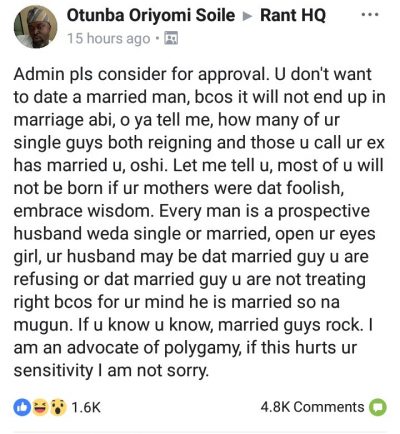 Otunba Oriyomi Soile ▸ Rant HQ ...
15 hours ago ·
Admin pls consider for approval. U don't want
to date a married man, bcos it will not end up in
marriage abi, o ya tell me, how many of ur
single guys both reigning and those u call ur ex
has married u, oshi. Let me tell u, most of u will
not be born if ur mothers were dat foolish,
embrace wisdom. Every man is a prospective
husband weda single or married, open ur eyes
girl, ur husband may be dat married guy u are
refusing or dat married guy u are not treating
right bcos for ur mind he is married so na
mugun. If u know u know, married guys rock. I
am an advocate of polygamy, if this hurts ur
sensitivity I am not sorry.
1.6K 4.8K Comments